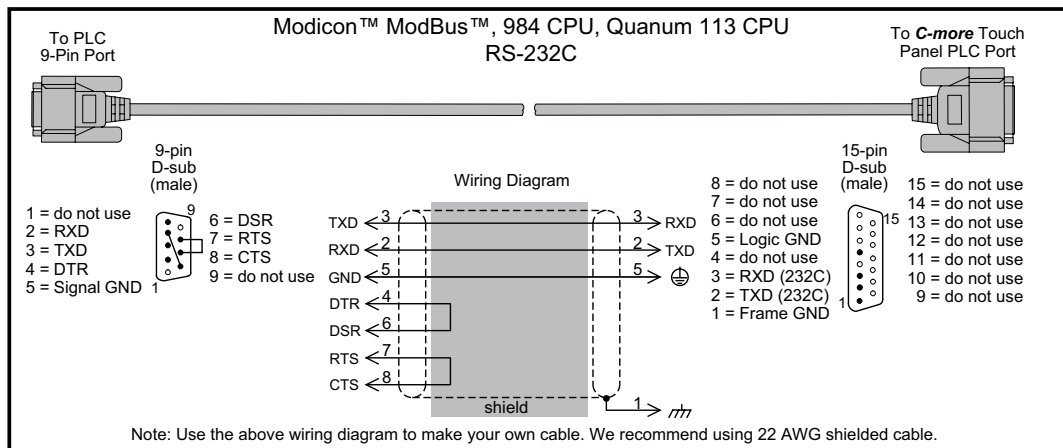 Modicon™ ModBus™, 984 CPU, Quanum 113 CPU
RS-232C
To PLC
9-Pin Port
To C-more Touch
Panel PLC Port
9-pin
D-sub
(male)
1 = do not use
2 = RXD
3 = TXD
4 = DTR
5 = Signal GND
9
1
6 = DSR
7 = RTS
8 = CTS
9 = do not use
Wiring Diagram
TXD 3 3 RXD
RXD 2 2 TXD
GND 5 5
DTR 4
DSR 6
RTS 7
CTS 8
shield
1
8 = do not use
7 = do not use
6 = do not use
5 = Logic GND
4 = do not use
3 = RXD (232C)
2 = TXD (232C)
1 = Frame GND
15-pin
D-sub
(male)
15
1
15 = do not use
14 = do not use
13 = do not use
12 = do not use
11 = do not use
10 = do not use
9 = do not use
Note: Use the above wiring diagram to make your own cable. We recommend using 22 AWG shielded cable.